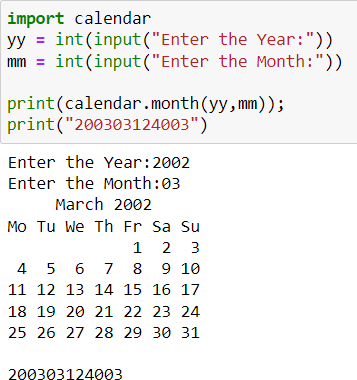 import calendar
yy = int(input("Enter the Year:"))
mm = int(input("Enter the Month:"))

print(calendar.month(yy,mm));
print("200303124003")
Enter the Year:2002
Enter the Month:03
     March 2002
Mo Tu We Th Fr Sa Su
             1  2  3
 4  5  6  7  8  9 10
11 12 13 14 15 16 17
18 19 20 21 22 23 24
25 26 27 28 29 30 31

200303124003